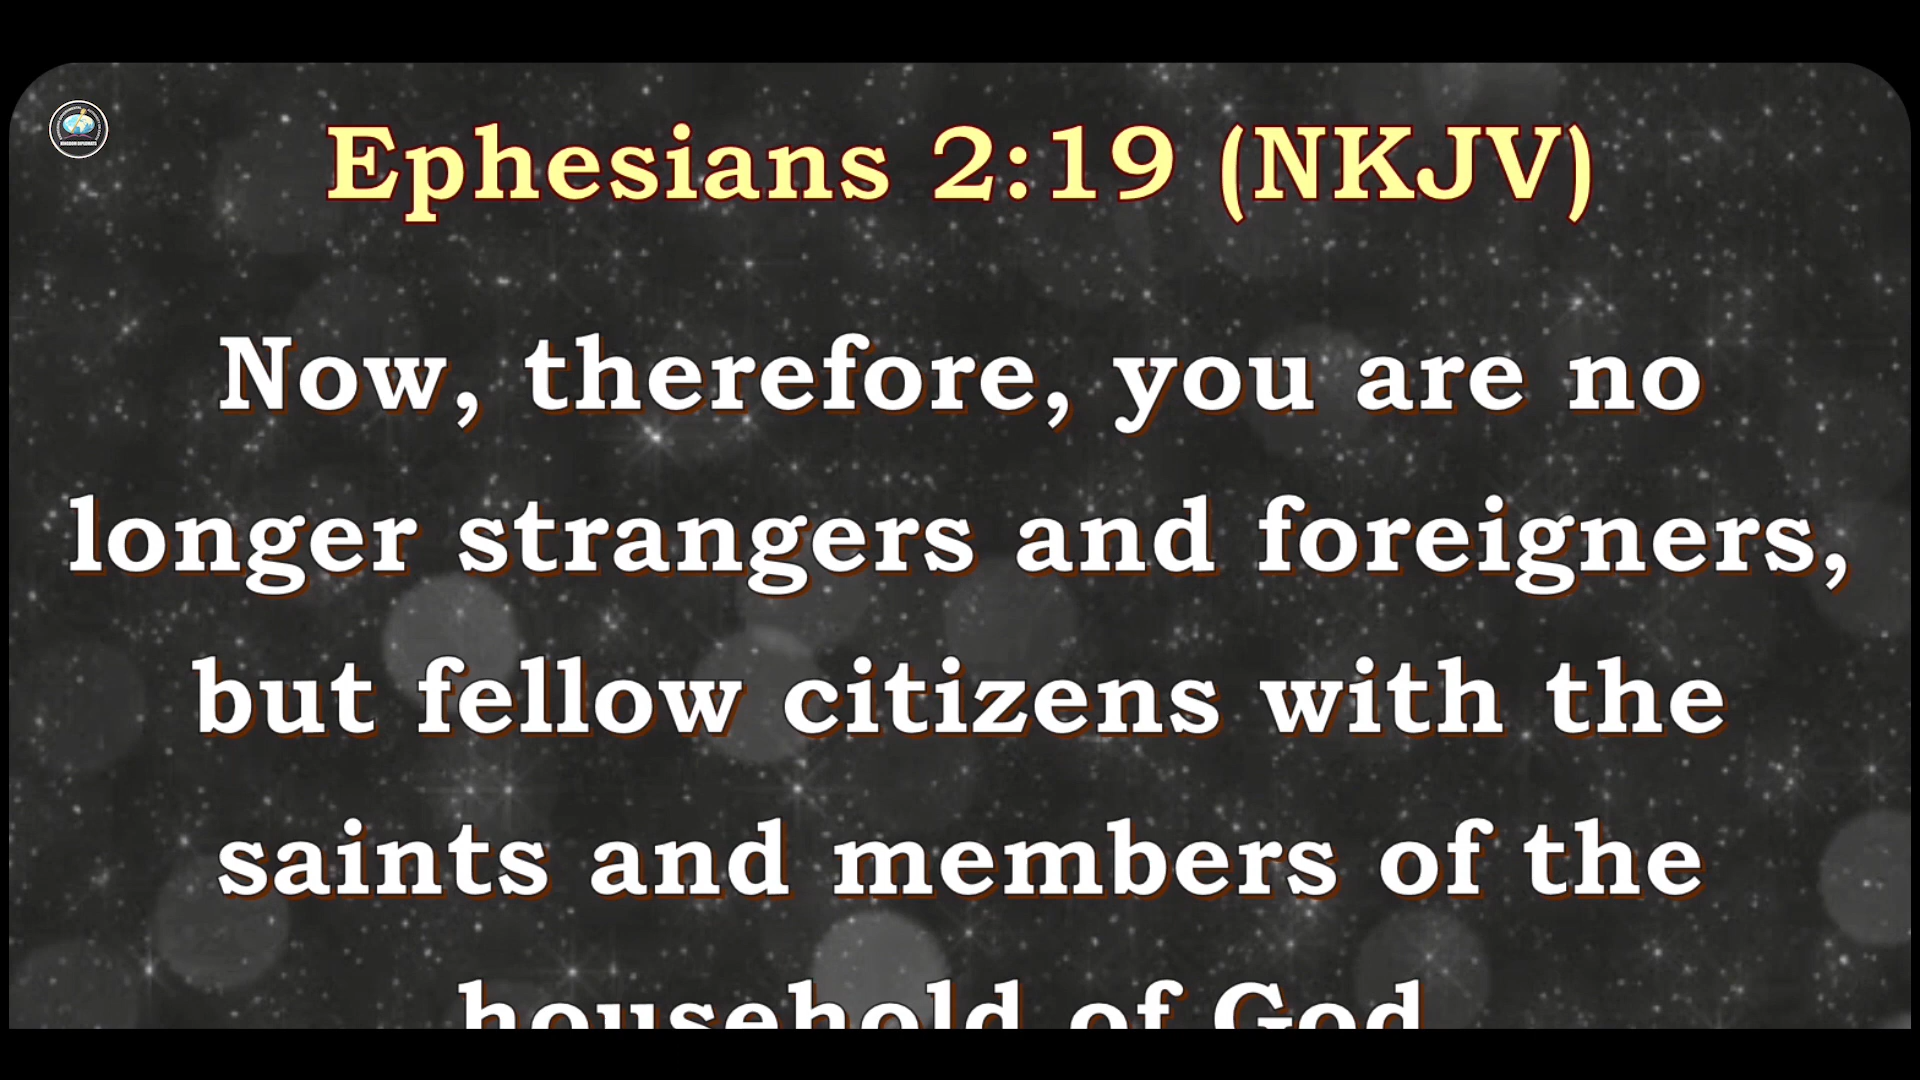 Ephesians 2:19 (NKJV)
Now, therefore, you are no
longer strangers and foreigners,
but fellow citizens with the
saints and members of the
household of God